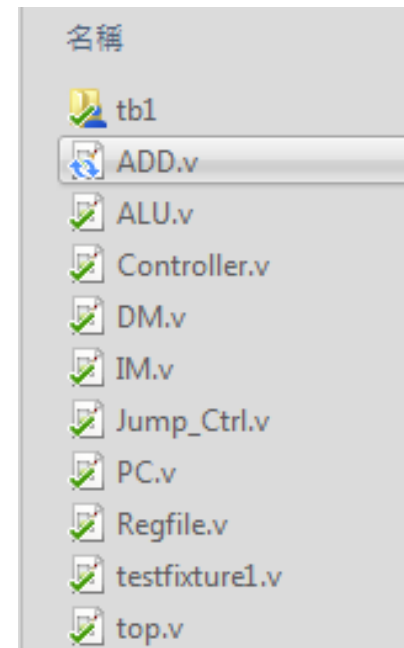 名稱
tb1
ADD.v
ALU.v
Controller.v
DM.v
IM.v
Jump_Ctrl.v
PC.v
Regfile.v
testfixture1.v
top.v